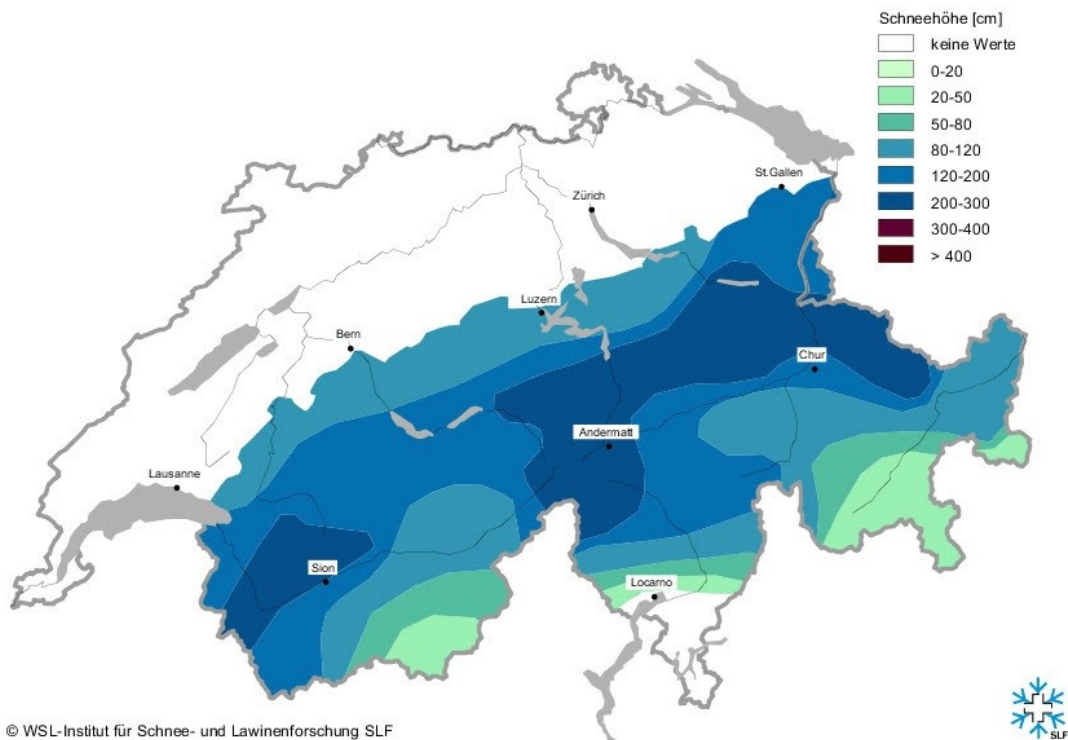 Schneehöhe [cm]
keine Werte
0-20
20-50
50-80
80-120
120-200
200-300
300-400
> 400
St.Gallen
Zürich
Luzern
Bern
Chur
Andermatt
Lausanne
Sion
Locarno
© WSL-Institut für Schnee- und Lawinenforschung SLF
SLF